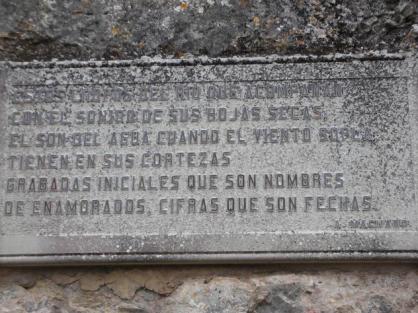 ESTOS CHOPOS DEL RIO QUE ACOMPAÑAN
CON EL SONIDO DE SUS HOJAS SECAS,
EL SON DEL AGUA CUANDO EL VIENTO SOPLA,
TIENEN EN SUS CORTEZAS
GRABADAS INICIALES QUE SON NOMBRES
DE ENAMORADOS, CIFRAS QUE SON FECHAS.
MACHADO